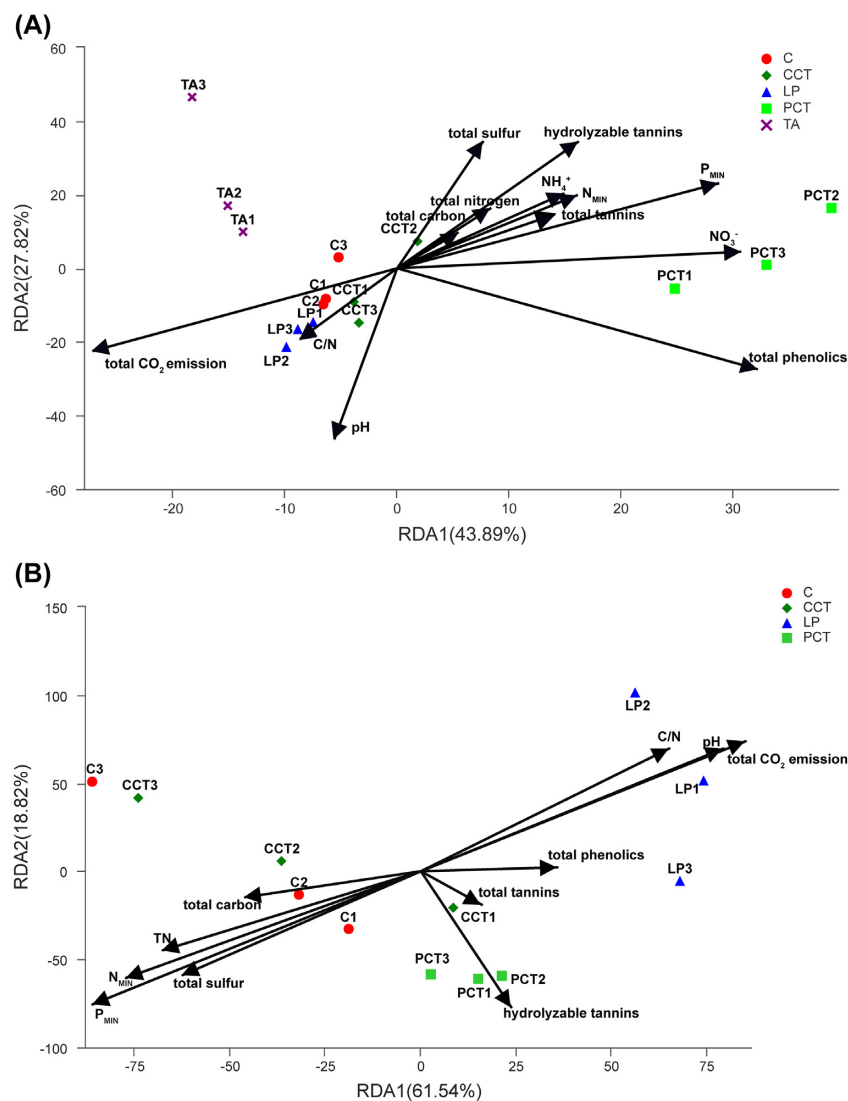 (A)
60
40
20
0
-20
-40
-60
-20
-10
0
10
20
30
RDA2(27.82%)
RDA1(43.89%)
C
CCT
LP
PCT
TA
TA3
TA2
TA1
C3
C1
C2
CCT1
CCT2
CCT3
LP1
LP3
LP2
C/N
total CO₂ emission
pH
total sulfur
hydrolyzable tannins
total nitrogen
total carbon
NH₄⁺
N_MIN
total tannins
P_MIN
NO₃⁻
PCT2
PCT3
PCT1
total phenolics
(B)
150
100
50
0
-50
-100
-75
-50
-25
0
25
50
75
RDA2(18.82%)
RDA1(61.54%)
C
CCT
LP
PCT
C3
CCT3
CCT2
C2
C1
total carbon
TN
N_MIN
P_MIN
total sulfur
LP2
C/N
pH
total CO₂ emission
LP1
LP3
total phenolics
total tannins
CCT1
PCT3
PCT1
PCT2
hydrolyzable tannins